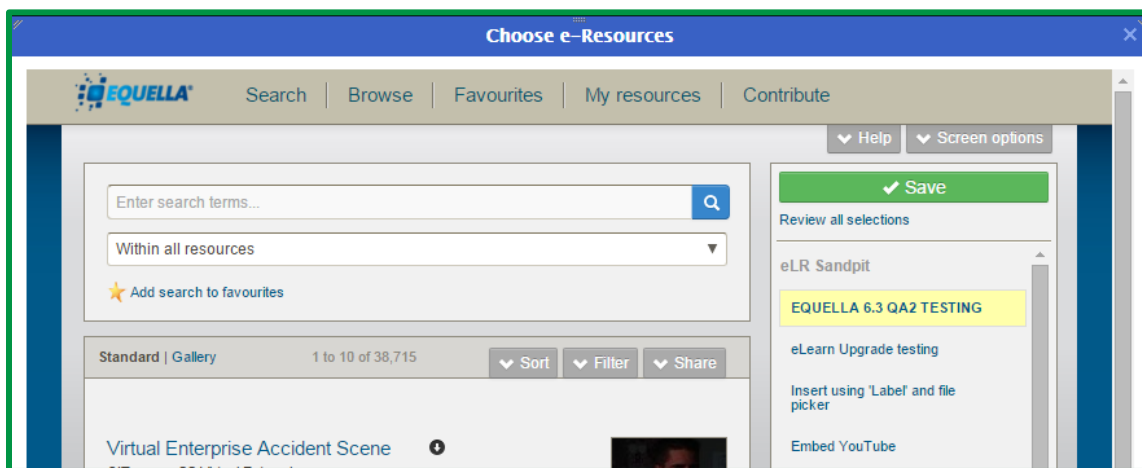 Choose e-Resources
EQUELLA
Search
Browse
Favourites
My resources
Contribute
Help
Screen options
Enter search terms...
Within all resources
Add search to favourites
Save
Review all selections
eLR Sandpit
EQUELLA 6.3 QA2 TESTING
eLearn Upgrade testing
Insert using 'Label' and file
picker
Embed YouTube
Standard | Gallery
1 to 10 of 38,715
Sort
Filter
Share
Virtual Enterprise Accident Scene